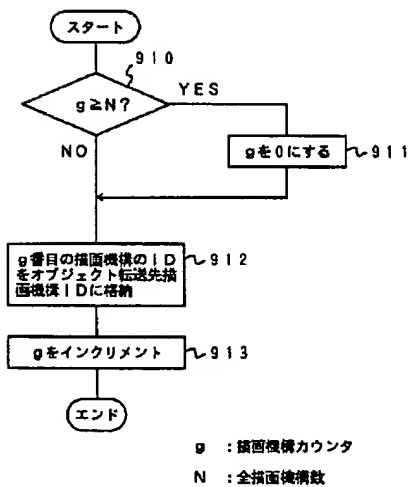 スタート
910
g≧N?
YES
NO
gを0にする
911
g番目の描画機構のID
をオブジェクト転送先描
画機構IDに格納
912
gをインクリメント
913
エンド
g :描画機構カウンタ
N :全描画機構数